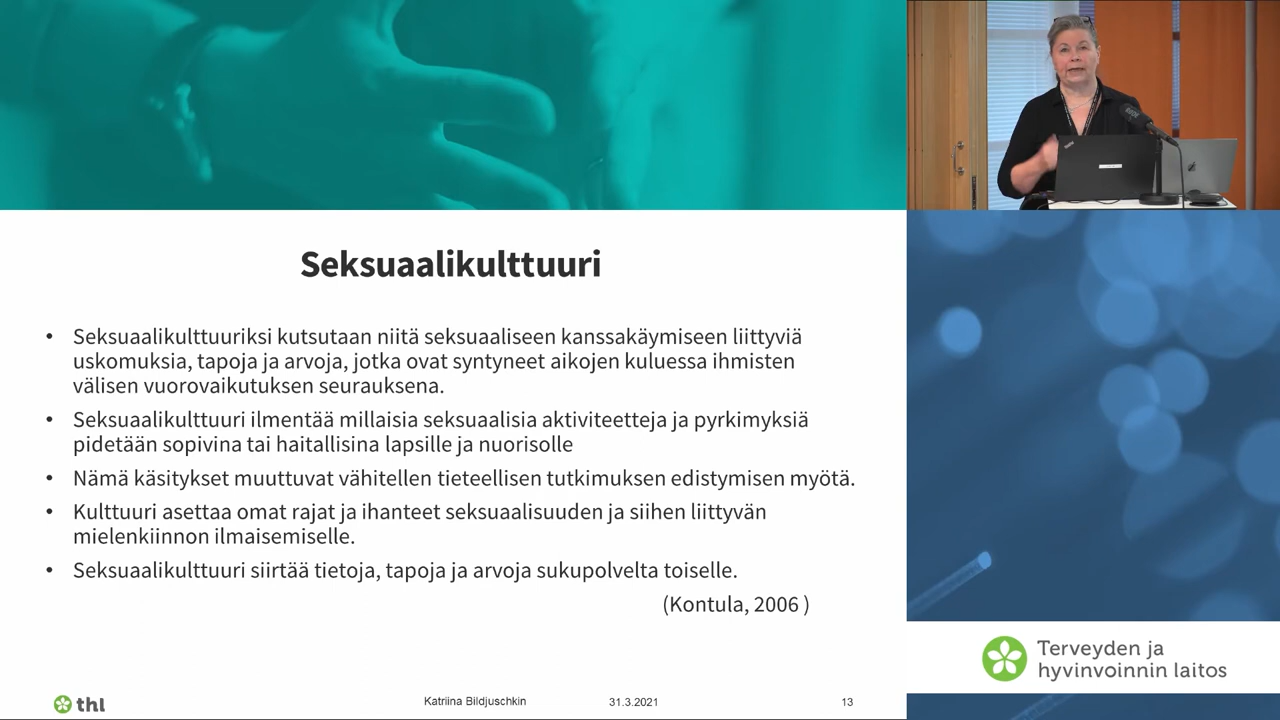 Seksuaalikulttuuri
• Seksuaalikulttuuriksi kutsutaan niitä seksuaaliseen kanssakäymiseen liittyviä
uskomuksia, tapoja ja arvoja, jotka ovat syntyneet aikojen kuluessa ihmisten
välisen vuorovaikutuksen seurauksena.
• Seksuaalikulttuuri ilmentää millaisia seksuaalisia aktiviteetteja ja pyrkimyksiä
pidetään sopivina tai haitallisina lapsille ja nuorisolle
• Nämä käsitykset muuttuvat vähitellen tieteellisen tutkimuksen edistymisen myötä.
• Kulttuuri asettaa omat rajat ja ihanteet seksuaalisuuden ja siihen liittyvän
mielenkiinnon ilmaisemiselle.
• Seksuaalikulttuuri siirtää tietoja, tapoja ja arvoja sukupolvelta toiselle.
(Kontula, 2006 )
thl
Katriina Bildjuschkin
31.3.2021
13
Terveyden ja
hyvinvoinnin laitos